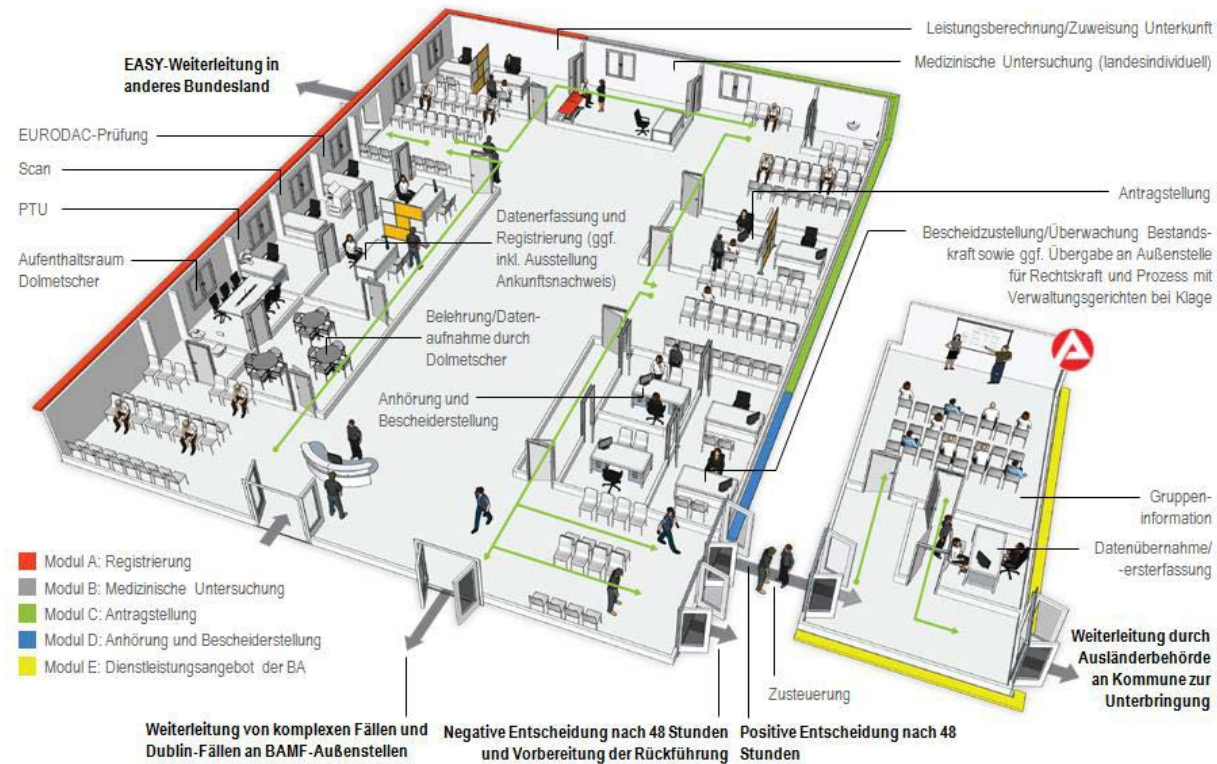 EASY-Weiterleitung in
anderes Bundesland
EURODAC-Prüfung
Scan
PTU
Aufenthaltsraum
Dolmetscher
Datenerfassung und
Registrierung (ggf.
inkl. Ausstellung
Ankunftsnachweis)
Belehrung/Daten-
aufnahme durch
Dolmetscher
Anhörung und
Bescheiderstellung
Leistungsberechnung/Zuweisung Unterkunft
Medizinische Untersuchung (landesindividuell)
Antragstellung
Bescheidzustellung/Überwachung Bestands-
kraft sowie ggf. Übergabe an Außenstelle
für Rechtskraft und Prozess mit
Verwaltungsgerichten bei Klage
Gruppen-
information
Datenübernahme/
-ersterfassung
Modul A: Registrierung
Modul B: Medizinische Untersuchung
Modul C: Antragstellung
Modul D: Anhörung und Bescheiderstellung
Modul E: Dienstleistungsangebot der BA
Weiterleitung von komplexen Fällen und
Dublin-Fällen an BAMF-Außenstellen
Negative Entscheidung nach 48 Stunden
und Vorbereitung der Rückführung
Positive Entscheidung nach 48
Stunden
Zusteuerung
Weiterleitung durch
Ausländerbehörde
an Kommune zur
Unterbringung